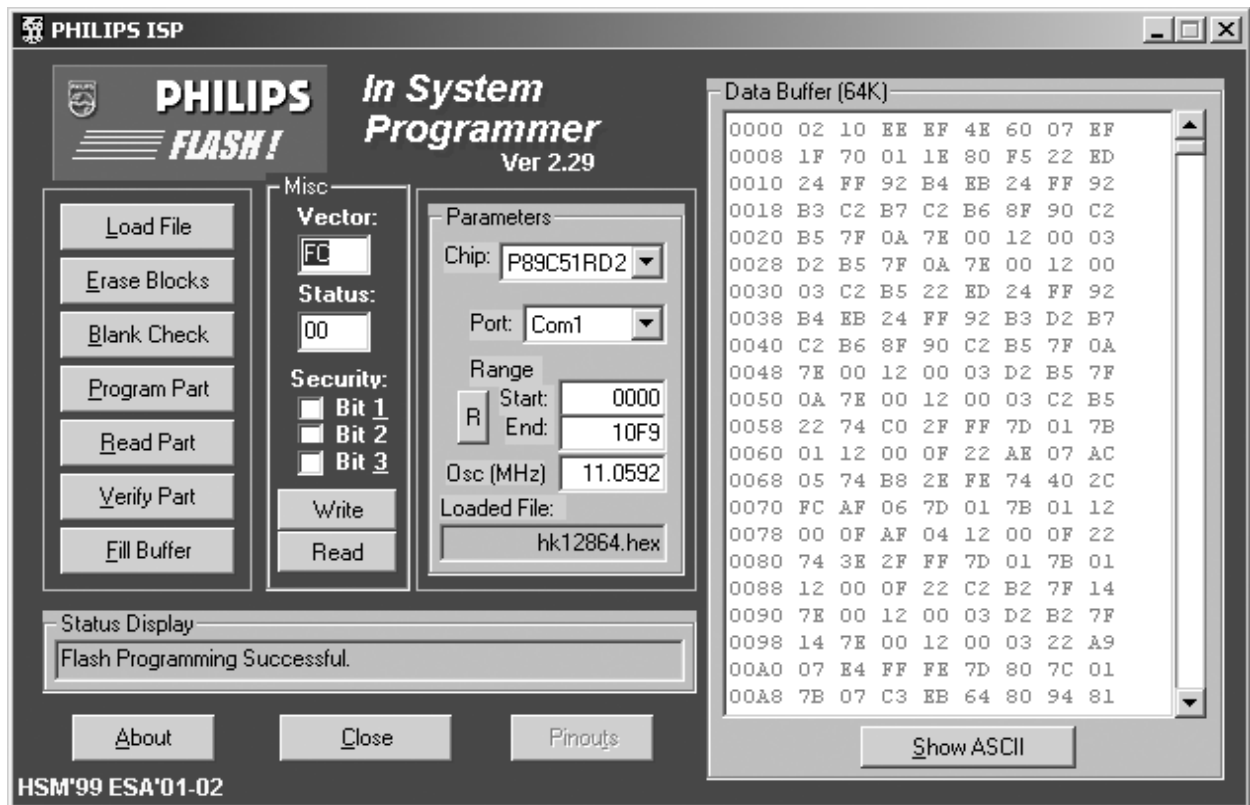 PHILIPS ISP
PHILIPS
FLASH!
In System
Programmer
Ver 2.29
Load File
Erase Blocks
Blank Check
Program Part
Read Part
Verify Part
Fill Buffer
Misc
Vector:
FC
Status:
00
Security:
Bit 1
Bit 2
Bit 3
Write
Read
Parameters
Chip: P89C51RD2
Port: Com1
Range
R
Start: 0000
End: 10F9
Osc (MHz) 11.0592
Loaded File:
hk12864.hex
Data Buffer (64K)
0000 02 10 EE EF 4E 60 07 EF
0008 1F 70 01 1E 80 F5 22 ED
0010 24 FF 92 B4 EB 24 FF 92
0018 B3 C2 B7 C2 B6 8F 90 C2
0020 B5 7F 0A 7E 00 12 00 03
0028 D2 B5 7F 0A 7E 00 12 00
0030 03 C2 B5 22 ED 24 FF 92
0038 B4 EB 24 FF 92 B3 D2 B7
0040 C2 B6 8F 90 C2 B5 7F 0A
0048 7E 00 12 00 03 D2 B5 7F
0050 0A 7E 00 12 00 03 C2 B5
0058 22 74 C0 2F FF 7D 01 7B
0060 01 12 00 0F 22 AE 07 AC
0068 05 74 B8 2E FE 74 40 2C
0070 FC AF 06 7D 01 7B 01 12
0078 00 0F AF 04 12 00 0F 22
0080 74 3E 2F FF 7D 01 7B 01
0088 12 00 0F 22 C2 B2 7F 14
0090 7E 00 12 00 03 D2 B2 7F
0098 14 7E 00 12 00 03 22 A9
00A0 07 E4 FF FE 7D 80 7C 01
00A8 7B 07 C3 EB 64 80 94 81
Show ASCII
Status Display
Flash Programming Successful.
About
Close
Pinouts
HSM'99 ESA'01-02